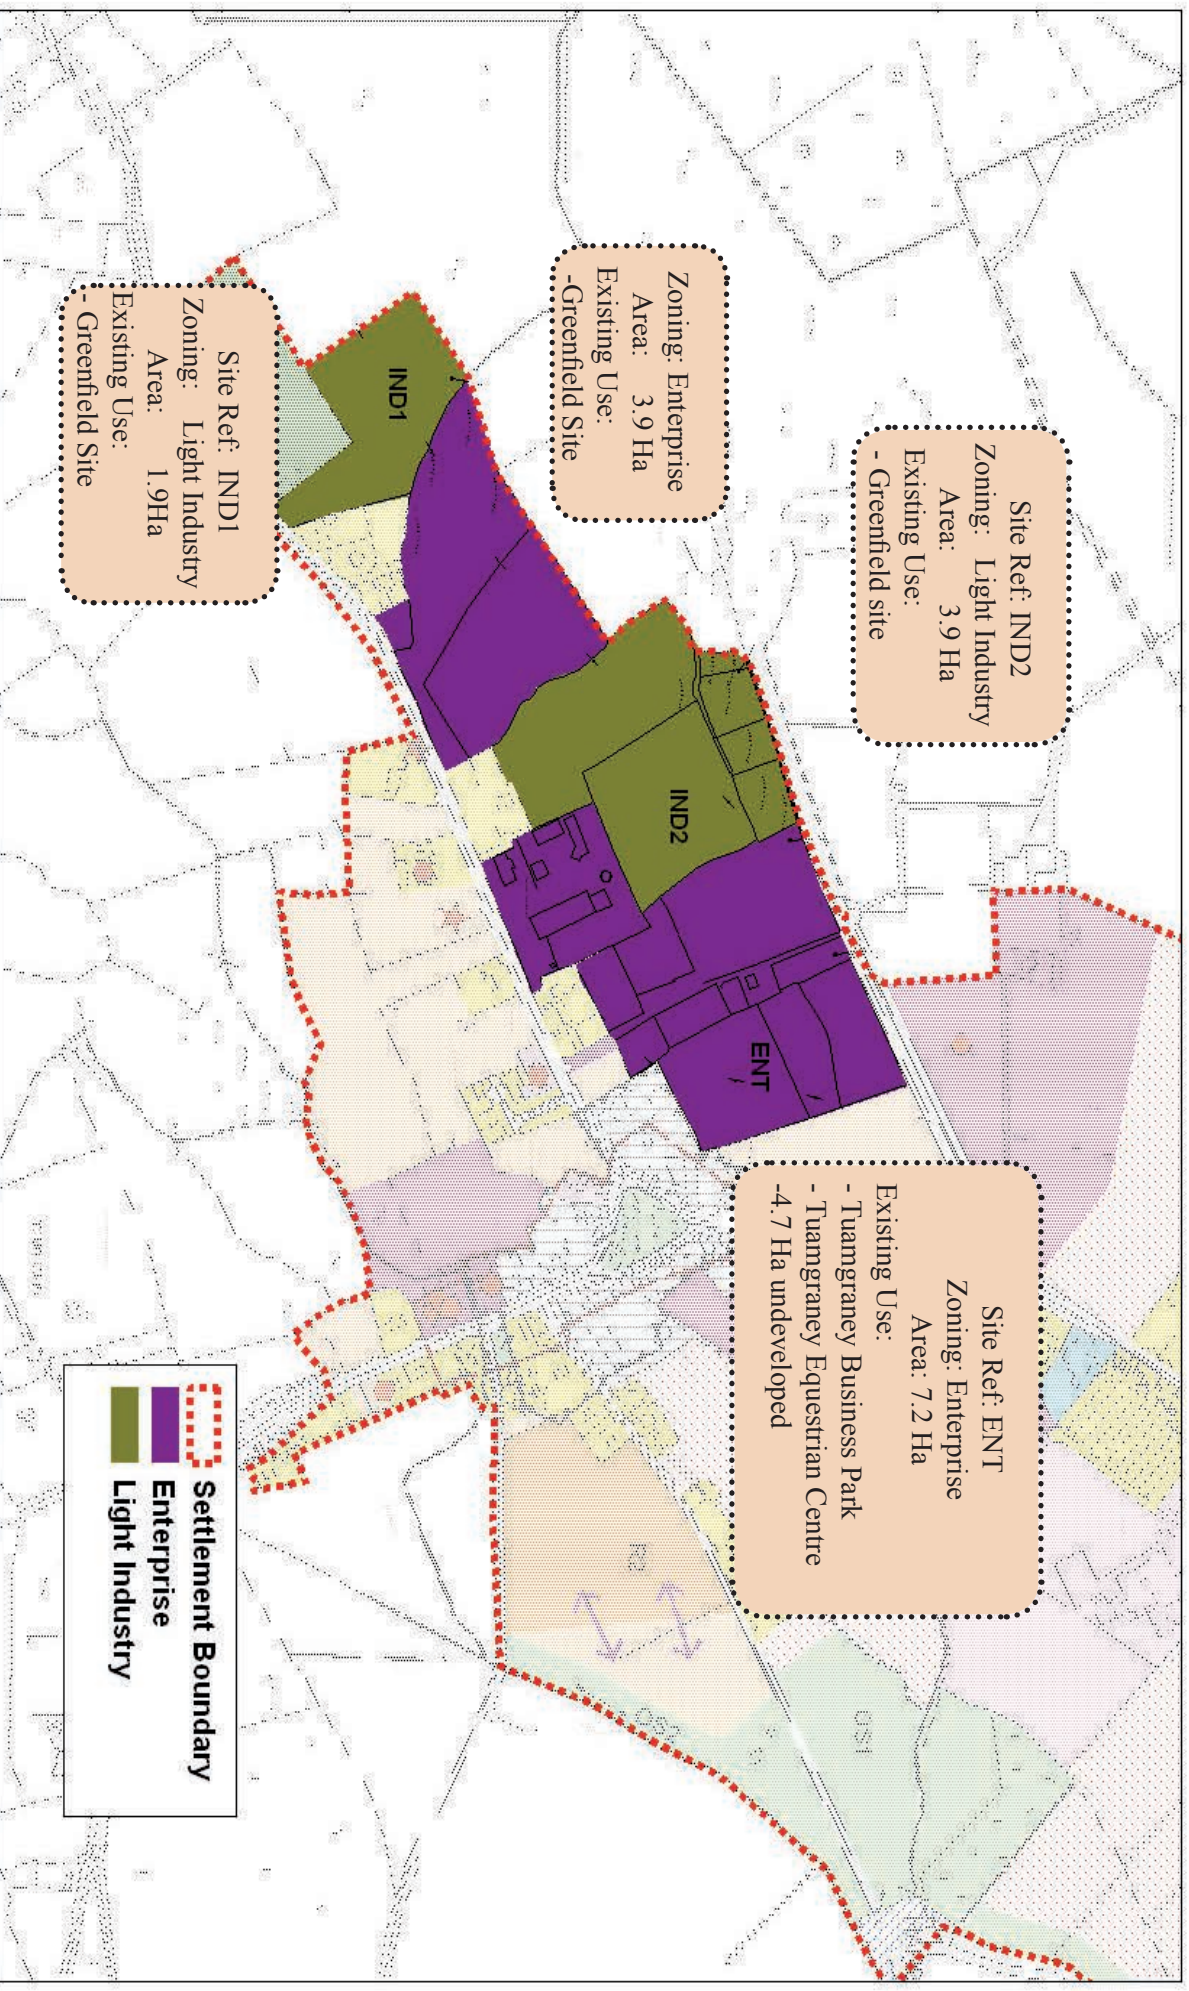 Site Ref: IND2
Zoning: Light Industry
Area: 3.9 Ha
Existing Use:
- Greenfield site
Zoning: Enterprise
Area: 3.9 Ha
Existing Use:
-Greenfield Site
Site Ref: IND1
Zoning: Light Industry
Area: 1.9Ha
Existing Use:
- Greenfield Site
Site Ref: ENT
Zoning: Enterprise
Area: 7.2 Ha
Existing Use:
- Tuamgraney Business Park
- Tuamgraney Equestrian Centre
-4.7 Ha undeveloped
IND1
IND2
ENT
R2
Settlement Boundary
Enterprise
Light Industry